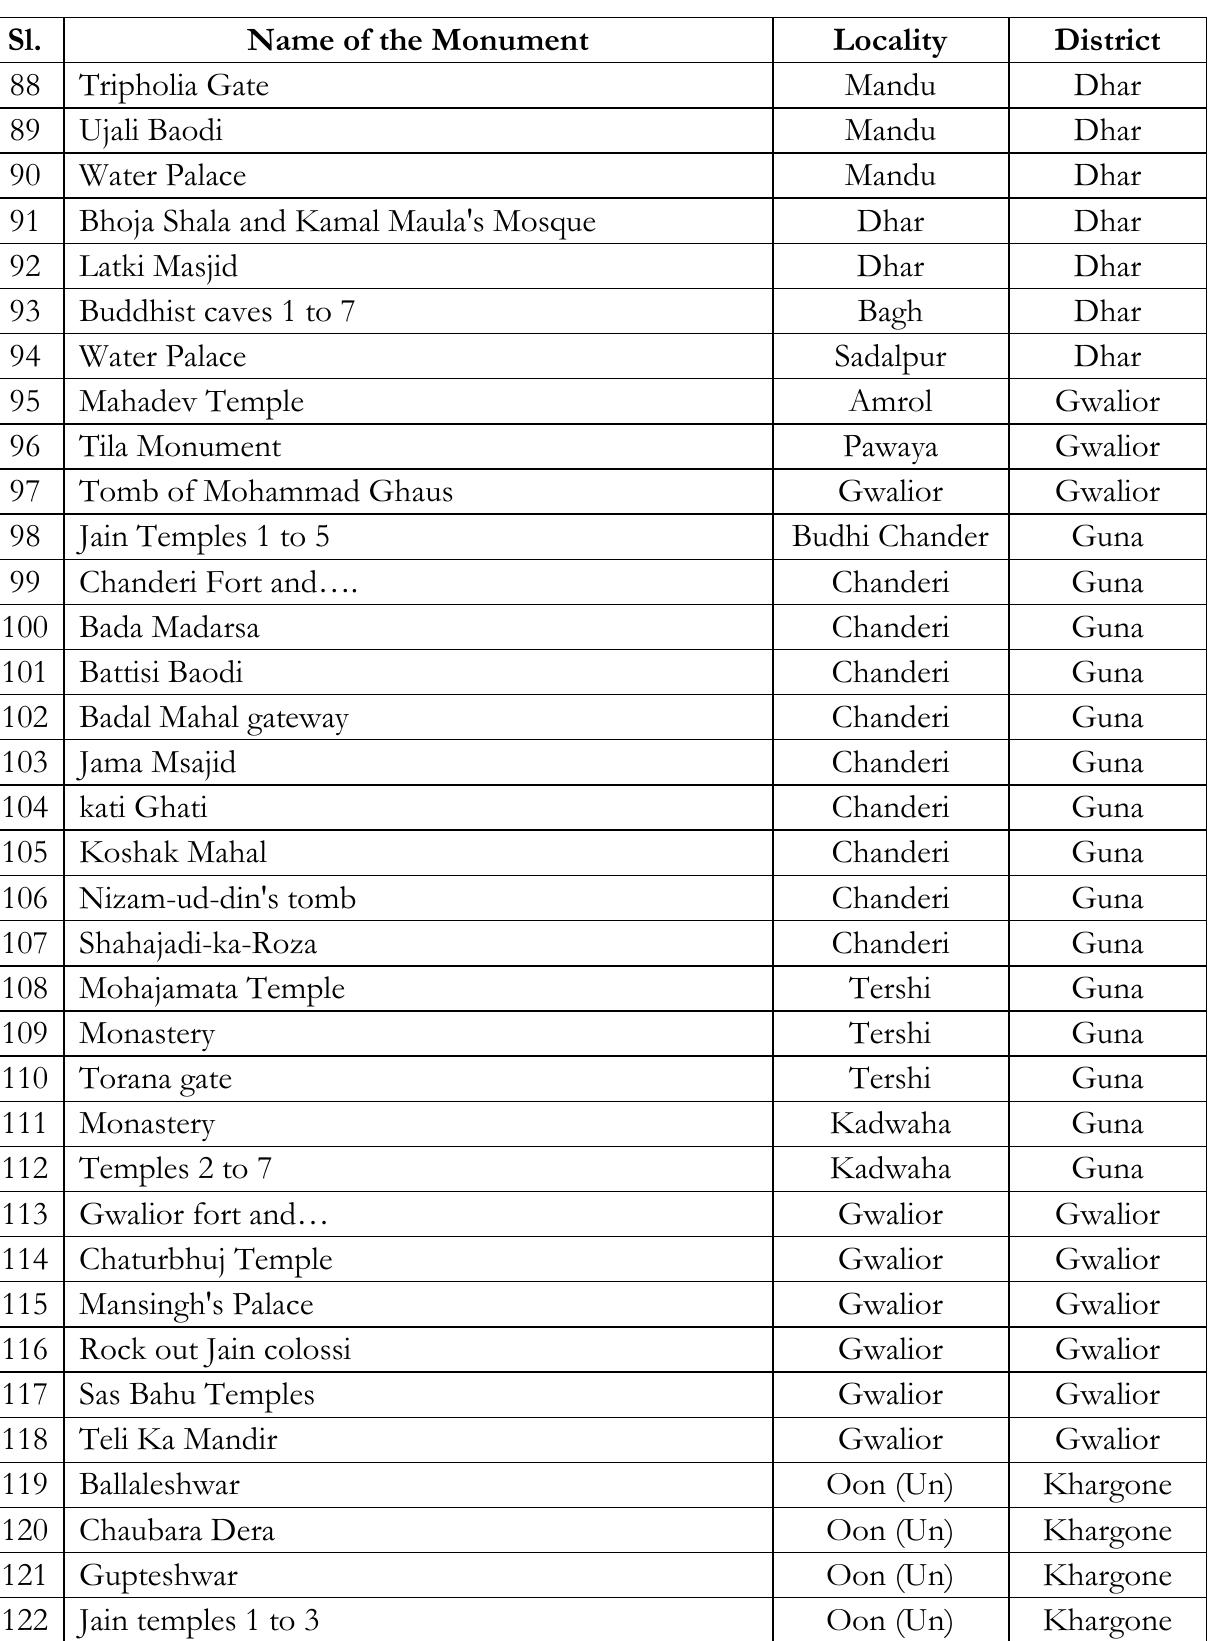 Sl. Name of the Monument Locality District
88 Tripholia Gate Mandu Dhar
89 Ujali Baodi Mandu Dhar
90 Water Palace Mandu Dhar
91 Bhoja Shala and Kamal Maula's Mosque Dhar Dhar
92 Latki Masjid Dhar Dhar
93 Buddhist caves 1 to 7 Bagh Dhar
94 Water Palace Sadalpur Dhar
95 Mahadev Temple Amrol Gwalior
96 Tila Monument Pawaya Gwalior
97 Tomb of Mohammad Ghaus Gwalior Gwalior
98 Jain Temples 1 to 5 Budhi Chander Guna
99 Chanderi Fort and…. Chanderi Guna
100 Bada Madarsa Chanderi Guna
101 Battisi Baodi Chanderi Guna
102 Badal Mahal gateway Chanderi Guna
103 Jama Msajid Chanderi Guna
104 kati Ghati Chanderi Guna
105 Koshak Mahal Chanderi Guna
106 Nizam-ud-din's tomb Chanderi Guna
107 Shahajadi-ka-Roza Chanderi Guna
108 Mohajamata Temple Tershi Guna
109 Monastery Tershi Guna
110 Torana gate Tershi Guna
111 Monastery Kadwaha Guna
112 Temples 2 to 7 Kadwaha Guna
113 Gwalior fort and… Gwalior Gwalior
114 Chaturbhuj Temple Gwalior Gwalior
115 Mansingh's Palace Gwalior Gwalior
116 Rock out Jain colossi Gwalior Gwalior
117 Sas Bahu Temples Gwalior Gwalior
118 Teli Ka Mandir Gwalior Gwalior
119 Ballaleshwar Oon (Un) Khargone
120 Chaubara Dera Oon (Un) Khargone
121 Gupteshwar Oon (Un) Khargone
122 Jain temples 1 to 3 Oon (Un) Khargone